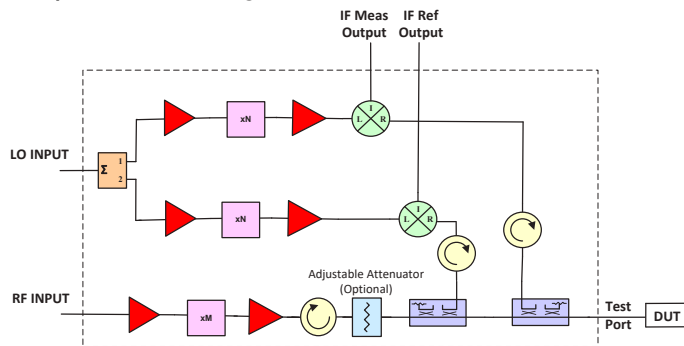 IF Meas
Output
IF Ref
Output
xN
I
L
R
LO INPUT
Σ
1
2
xN
I
L
R
Adjustable Attenuator
(Optional)
RF INPUT
xM
Test
Port
DUT